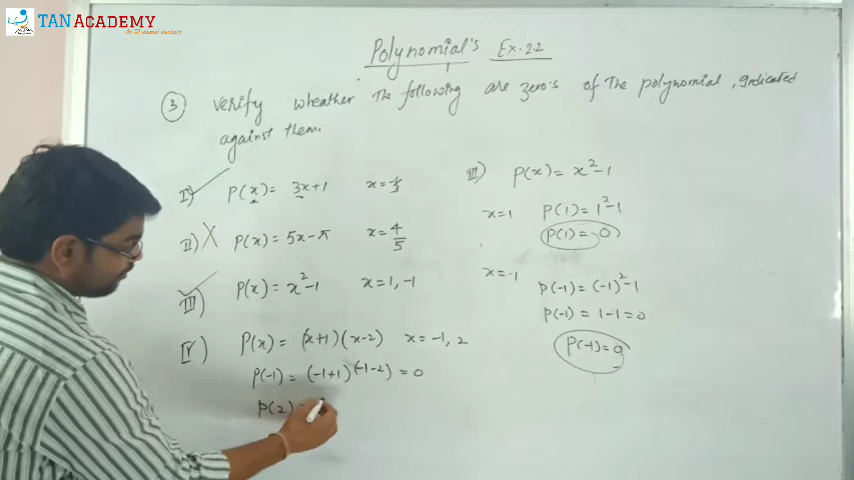 TAN ACADEMY
Polynomial's Ex-2.2
③ verify wheather The following are zero's of The polynomial, indicated
against them.
I) P(x) = 3x+1 x = -1/3
II) P(x) = 5x-π x = 4/5
III) P(x) = x²-1 x = 1, -1
IV) P(x) = (x+1)(x-2) x = -1, 2
P(-1) = (-1+1)(-1-2) = 0
P(2) =
III) P(x) = x²-1
x=1 P(1) = 1²-1
P(1) = 0
x=-1 P(-1) = (-1)²-1
P(-1) = 1-1=0
P(-1) = 0